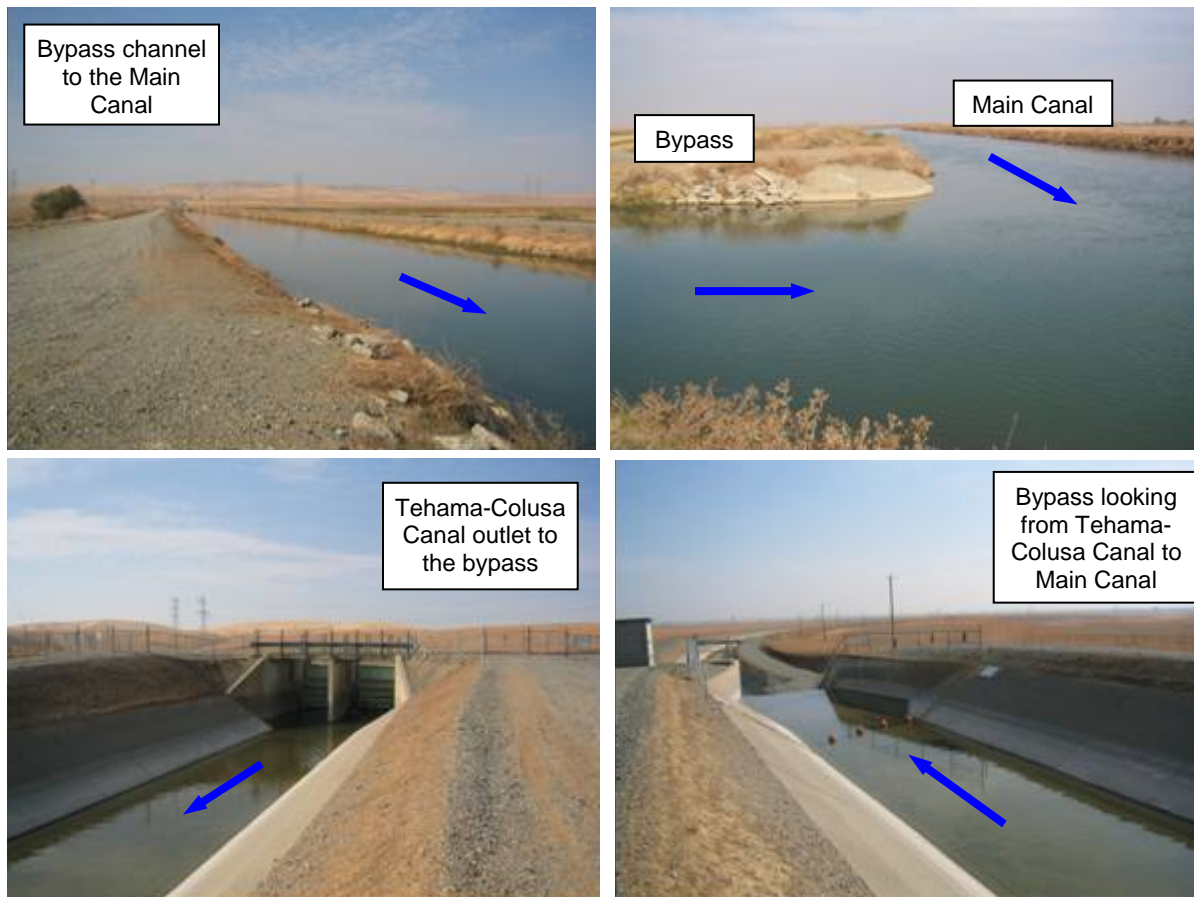 Bypass channel
to the Main
Canal
Bypass
Main Canal
Tehama-Colusa
Canal outlet to
the bypass
Bypass looking
from Tehama-
Colusa Canal to
Main Canal